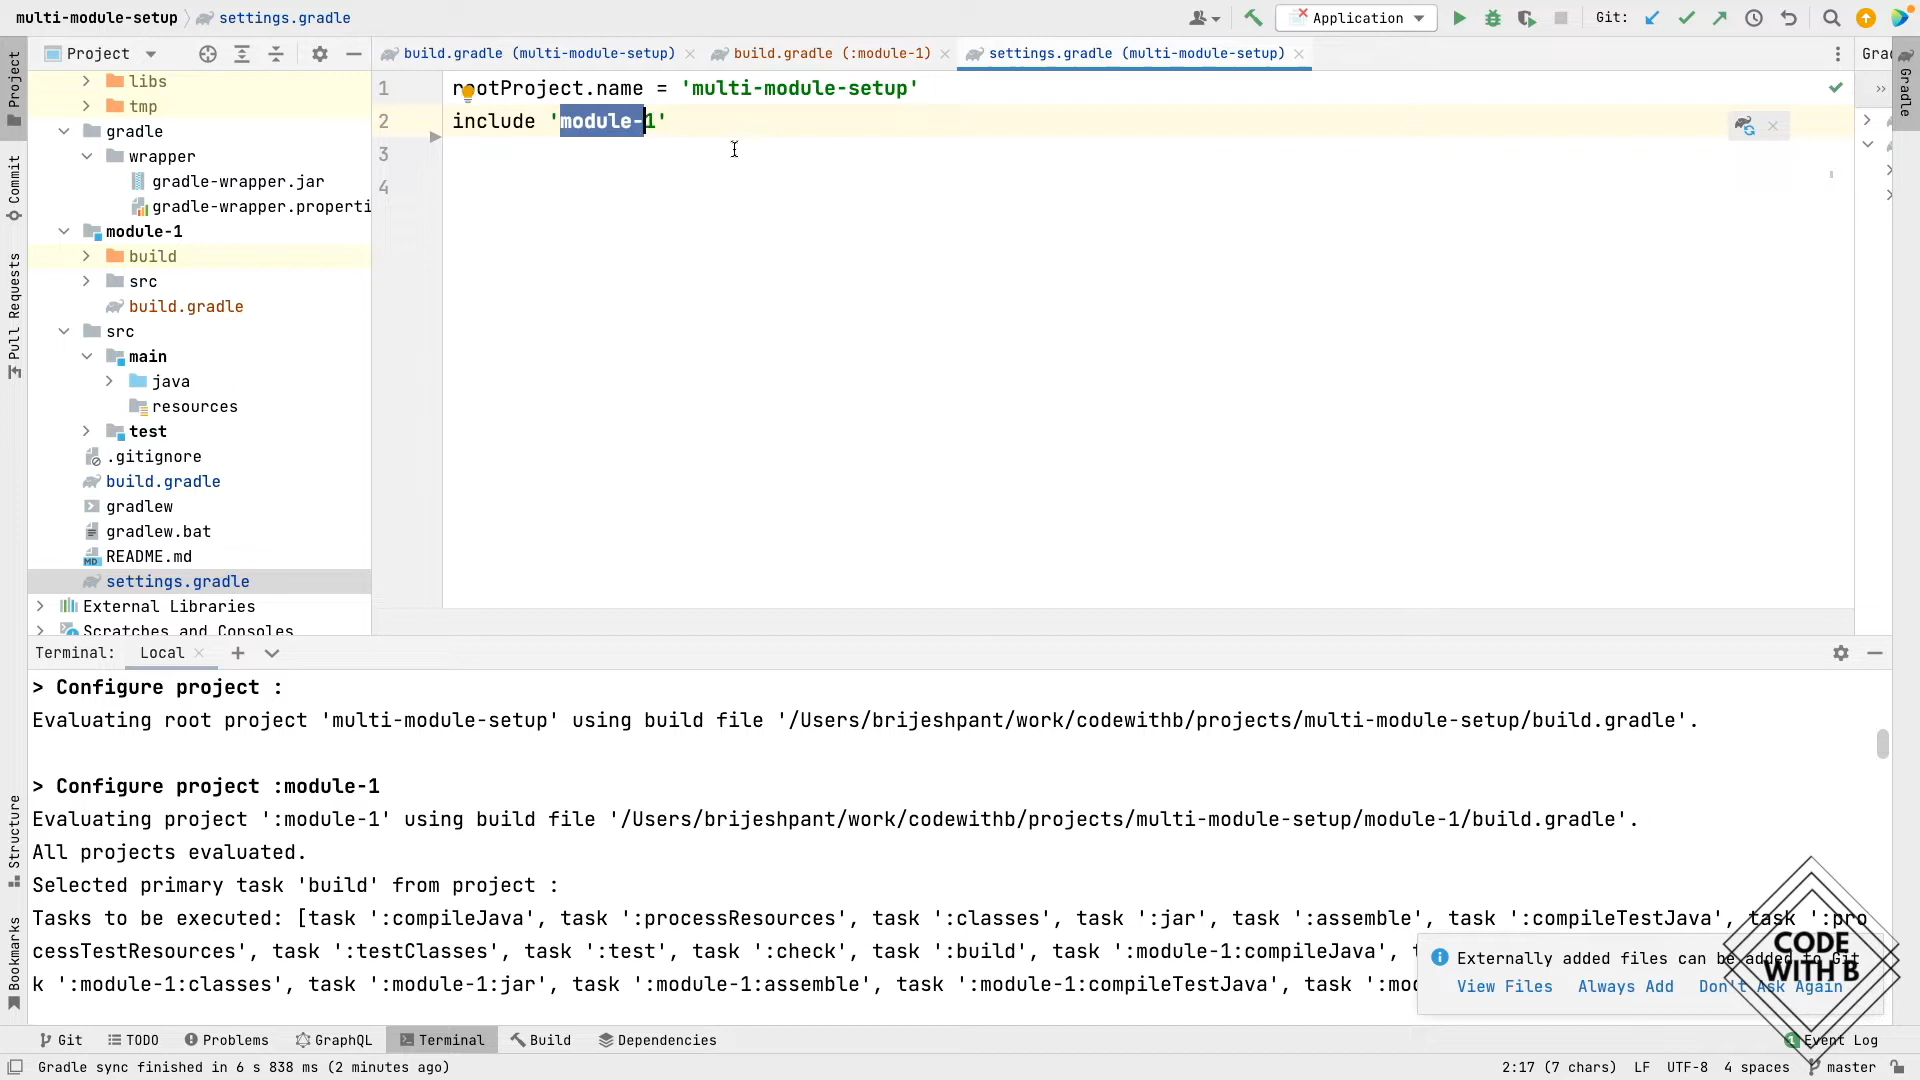 multi-module-setup settings.gradle
Application Git:
Project
build.gradle (multi-module-setup)
build.gradle (:module-1)
settings.gradle (multi-module-setup)
libs
tmp
gradle
wrapper
gradle-wrapper.jar
gradle-wrapper.properti
module-1
build
src
build.gradle
src
main
java
resources
test
.gitignore
build.gradle
gradlew
gradlew.bat
README.md
settings.gradle
External Libraries
Scratches and Consoles
1 rootProject.name = 'multi-module-setup'
2 include 'module-1'
3
4
Project
Commit
Pull Requests
Structure
Bookmarks
Grad
Gradle
Terminal: Local
> Configure project :
Evaluating root project 'multi-module-setup' using build file '/Users/brijeshpant/work/codewithb/projects/multi-module-setup/build.gradle'.
> Configure project :module-1
Evaluating project ':module-1' using build file '/Users/brijeshpant/work/codewithb/projects/multi-module-setup/module-1/build.gradle'.
All projects evaluated.
Selected primary task 'build' from project :
Tasks to be executed: [task ':compileJava', task ':processResources', task ':classes', task ':jar', task ':assemble', task ':compileTestJava', task ':pro
cessTestResources', task ':testClasses', task ':test', task ':check', task ':build', task ':module-1:compileJava', t
k ':module-1:classes', task ':module-1:jar', task ':module-1:assemble', task ':module-1:compileTestJava', task ':mod
Externally added files can be added to Git
View Files Always Add Don't Ask Again
CODE
WITH B
Git TODO Problems GraphQL Terminal Build Dependencies Event Log
Gradle sync finished in 6 s 838 ms (2 minutes ago) 2:17 (7 chars) LF UTF-8 4 spaces master